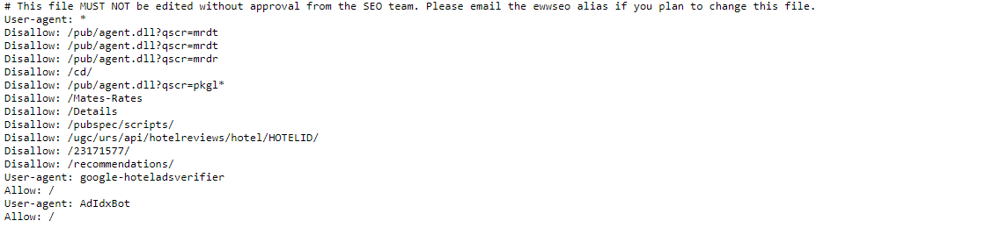 # This file MUST NOT be edited without approval from the SEO team. Please email the ewwseo alias if you plan to change this file.
User-agent: *
Disallow: /pub/agent.dll?qscr=mrdt
Disallow: /pub/agent.dll?qscr=mrdt
Disallow: /pub/agent.dll?qscr=mrdr
Disallow: /cd/
Disallow: /pub/agent.dll?qscr=pkgl*
Disallow: /Mates-Rates
Disallow: /Details
Disallow: /pubspec/scripts/
Disallow: /ugc/urs/api/hotelreviews/hotel/HOTELID/
Disallow: /23171577/
Disallow: /recommendations/
User-agent: google-hoteladsverifier
Allow: /
User-agent: AdIdxBot
Allow: /